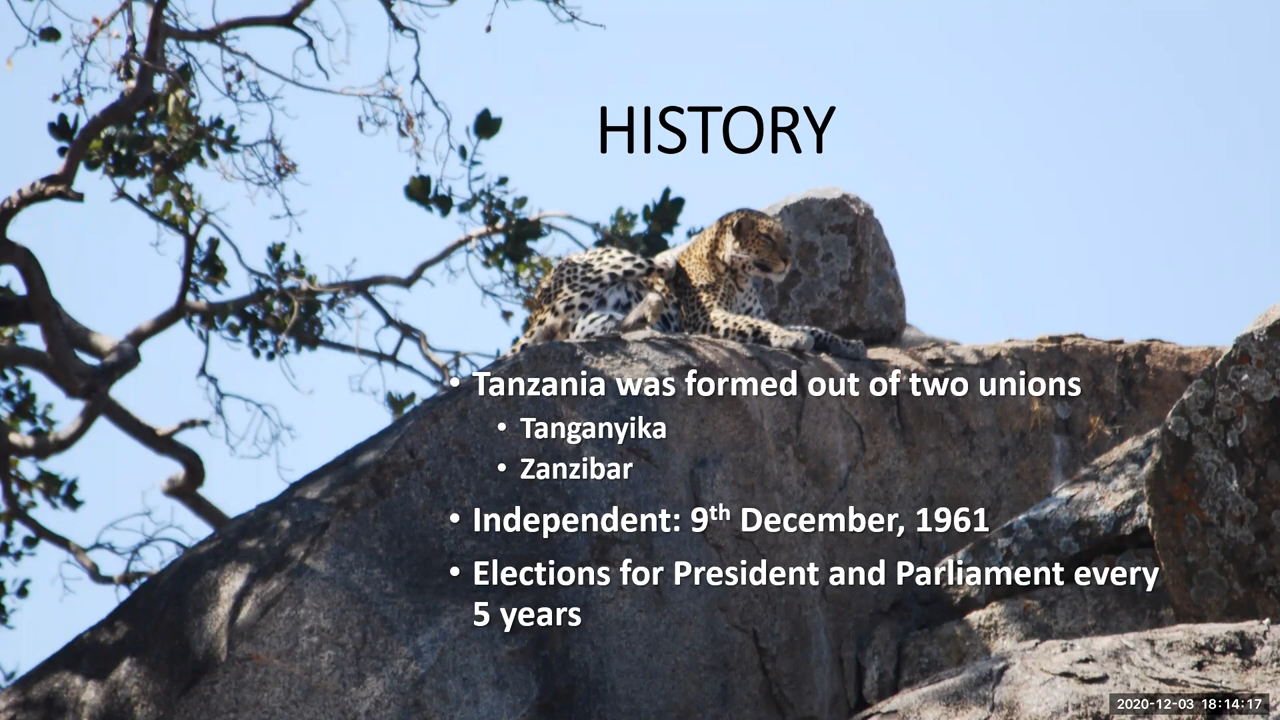 HISTORY
• Tanzania was formed out of two unions
• Tanganyika
• Zanzibar
• Independent: 9th December, 1961
• Elections for President and Parliament every
5 years
2020-12-03 18:14:17